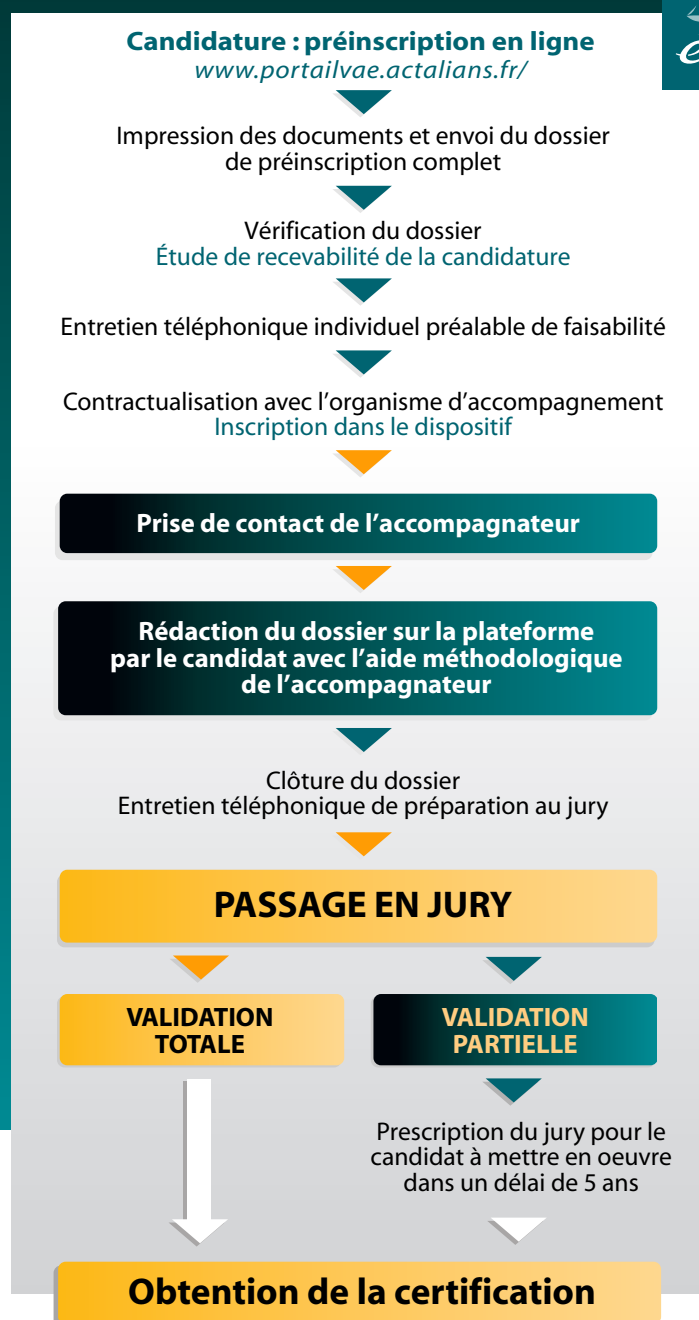 Candidature : préinscription en ligne
www.portailvae.actalians.fr/
Impression des documents et envoi du dossier
de préinscription complet
Vérification du dossier
Étude de recevabilité de la candidature
Entretien téléphonique individuel préalable de faisabilité
Contractualisation avec l’organisme d’accompagnement
Inscription dans le dispositif
Prise de contact de l’accompagnateur
Rédaction du dossier sur la plateforme
par le candidat avec l’aide méthodologique
de l’accompagnateur
Clôture du dossier
Entretien téléphonique de préparation au jury
PASSAGE EN JURY
VALIDATION
TOTALE
VALIDATION
PARTIELLE
Prescription du jury pour le
candidat à mettre en oeuvre
dans un délai de 5 ans
Obtention de la certification